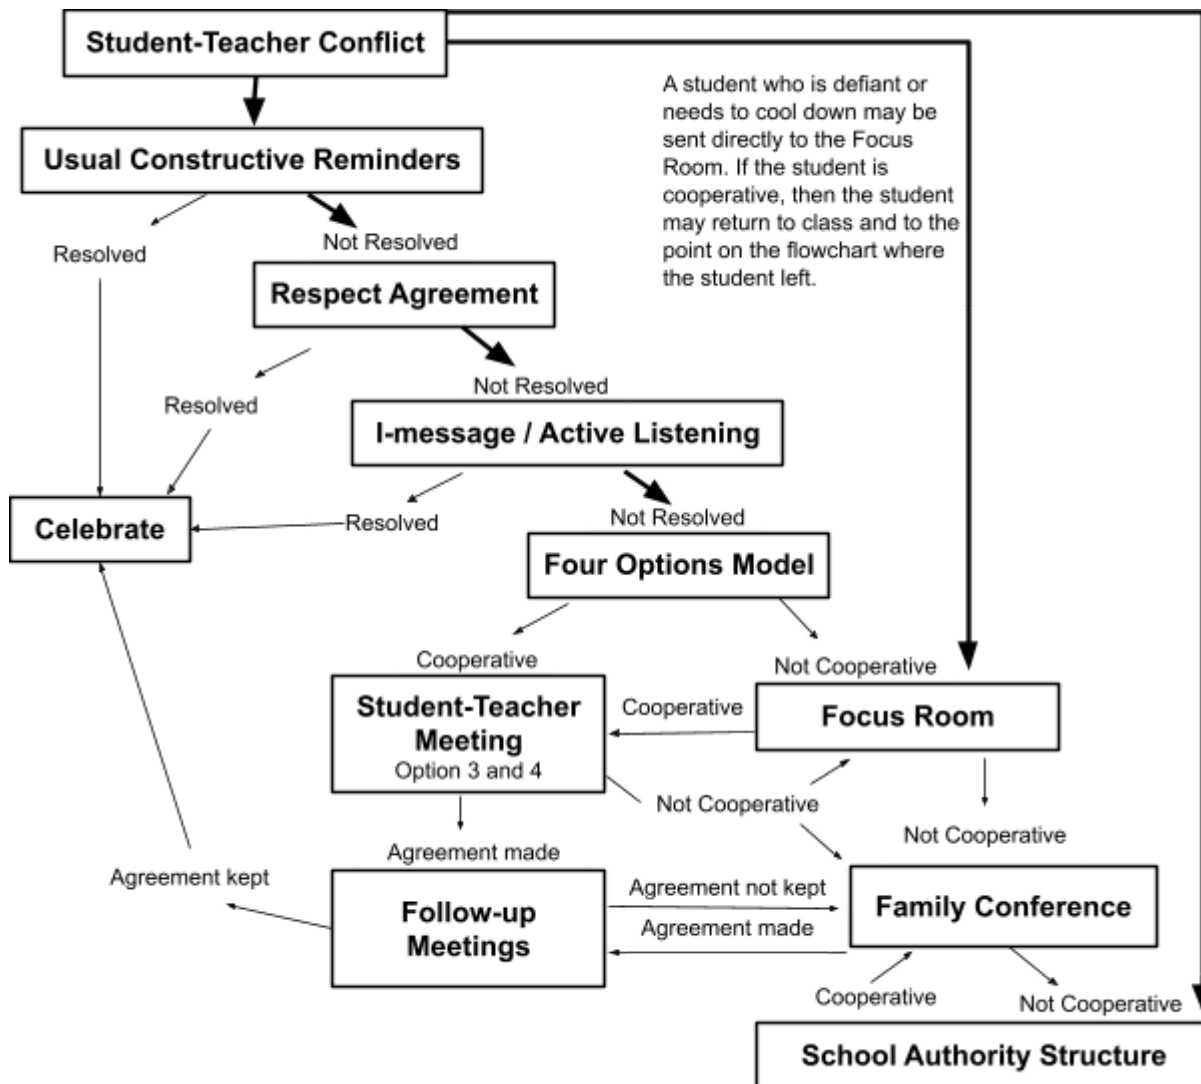 Student-Teacher Conflict
A student who is defiant or
needs to cool down may be
sent directly to the Focus
Room. If the student is
cooperative, then the student
may return to class and to the
point on the flowchart where
the student left.
Usual Constructive Reminders
Resolved
Not Resolved
Respect Agreement
Resolved
Not Resolved
I-message / Active Listening
Celebrate
Resolved
Not Resolved
Four Options Model
Cooperative
Not Cooperative
Student-Teacher
Meeting
Option 3 and 4
Cooperative
Focus Room
Not Cooperative
Not Cooperative
Agreement made
Agreement kept
Follow-up
Meetings
Agreement not kept
Agreement made
Family Conference
Cooperative
Not Cooperative
School Authority Structure